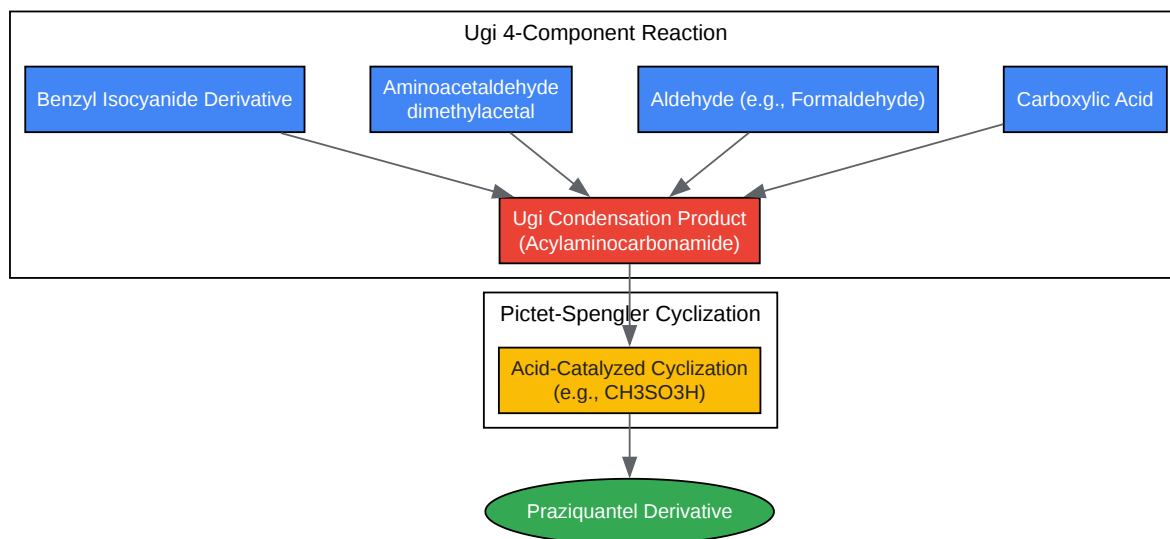 Ugi 4-Component Reaction
Benzyl Isocyanide Derivative
Aminoacetaldehyde
dimethylacetal
Aldehyde (e.g., Formaldehyde)
Carboxylic Acid
Ugi Condensation Product
(Acylaminocarbonamide)
Pictet-Spengler Cyclization
Acid-Catalyzed Cyclization
(e.g., CH3SO3H)
Praziquantel Derivative